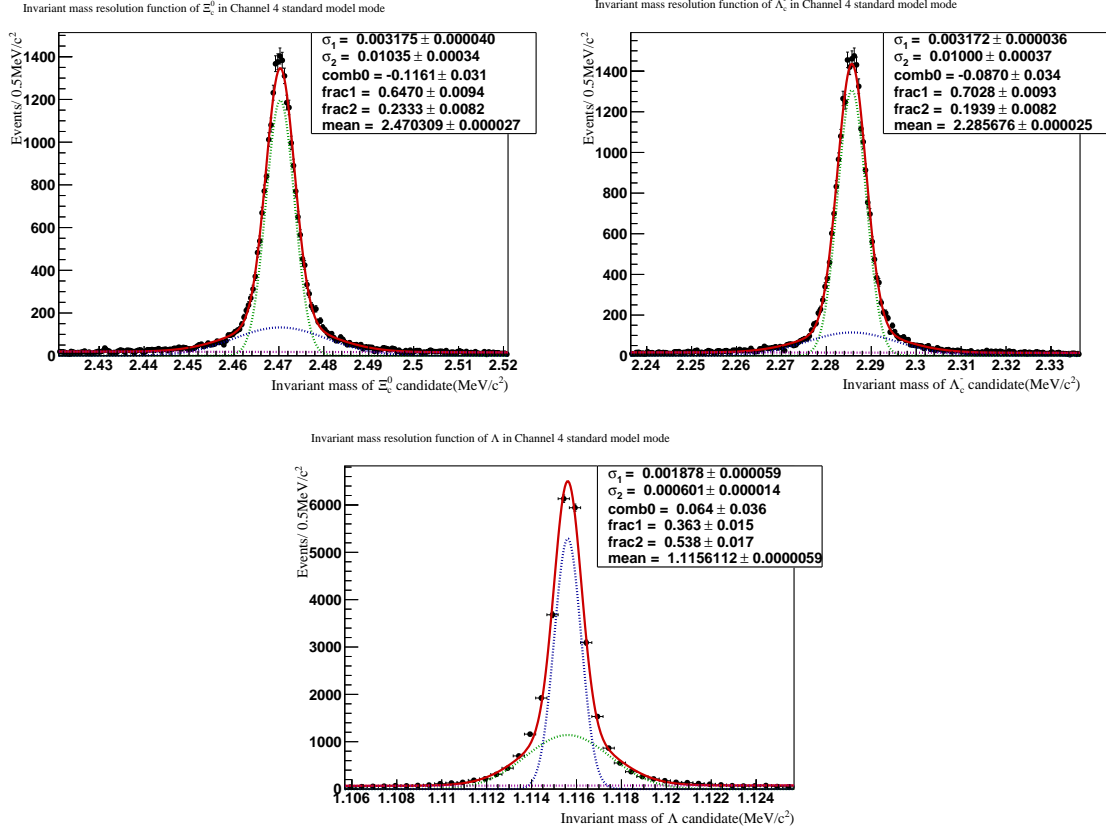 Invariant mass resolution function of Ξc0 in Channel 4 standard model mode
Events/ 0.5MeV/c²
σ₁ = 0.003175 ± 0.000040
σ₂ = 0.01035 ± 0.00034
comb0 = -0.1161 ± 0.031
frac1 = 0.6470 ± 0.0094
frac2 = 0.2333 ± 0.0082
mean = 2.470309 ± 0.000027
1400
1200
1000
800
600
400
200
0
2.43 2.44 2.45 2.46 2.47 2.48 2.49 2.5 2.51 2.52
Invariant mass of Ξc0 candidate(MeV/c²)
Invariant mass resolution function of Λc- in Channel 4 standard model mode
Events/ 0.5MeV/c²
σ₁ = 0.003172 ± 0.000036
σ₂ = 0.01000 ± 0.00037
comb0 = -0.0870 ± 0.034
frac1 = 0.7028 ± 0.0093
frac2 = 0.1939 ± 0.0082
mean = 2.285676 ± 0.000025
1400
1200
1000
800
600
400
200
0
2.24 2.25 2.26 2.27 2.28 2.29 2.3 2.31 2.32 2.33
Invariant mass of Λc- candidate(MeV/c²)
Invariant mass resolution function of Λ in Channel 4 standard model mode
Events/ 0.5MeV/c²
σ₁ = 0.001878 ± 0.000059
σ₂ = 0.000601 ± 0.000014
comb0 = 0.064 ± 0.036
frac1 = 0.363 ± 0.015
frac2 = 0.538 ± 0.017
mean = 1.1156112 ± 0.0000059
6000
5000
4000
3000
2000
1000
0
1.106 1.108 1.11 1.112 1.114 1.116 1.118 1.12 1.122 1.124
Invariant mass of Λ candidate(MeV/c²)